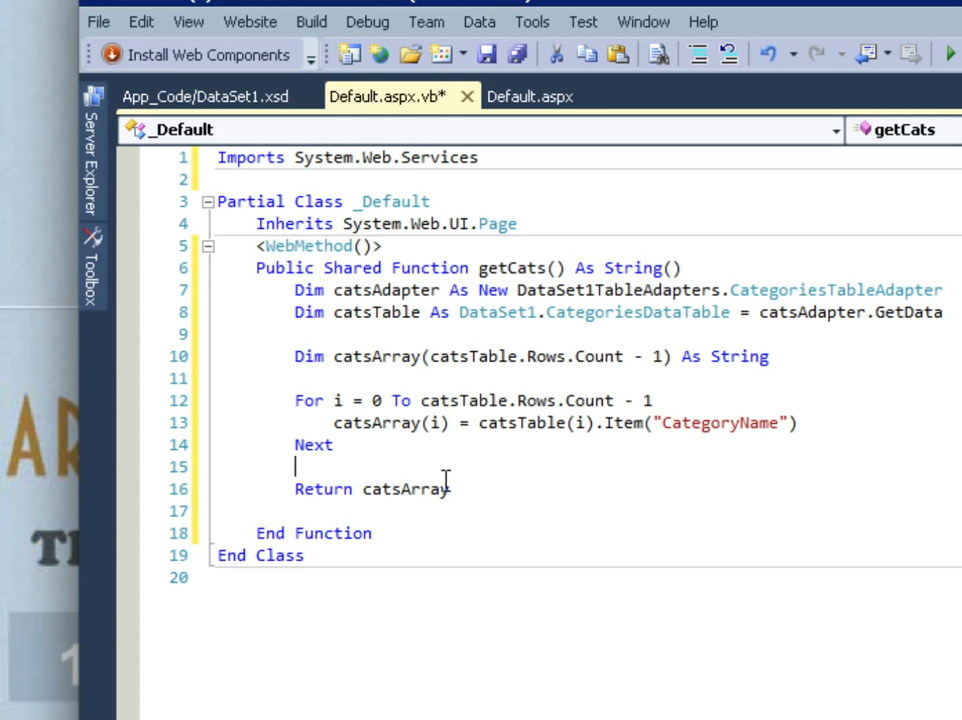 File Edit View Website Build Debug Team Data Tools Test Window Help
Install Web Components
App_Code/DataSet1.xsd Default.aspx.vb* Default.aspx
_Default getCats
Server Explorer
Toolbox
1 Imports System.Web.Services
2
3 Partial Class _Default
4 Inherits System.Web.UI.Page
5 <WebMethod()>
6 Public Shared Function getCats() As String()
7 Dim catsAdapter As New DataSet1TableAdapters.CategoriesTableAdapter
8 Dim catsTable As DataSet1.CategoriesDataTable = catsAdapter.GetData
9
10 Dim catsArray(catsTable.Rows.Count - 1) As String
11
12 For i = 0 To catsTable.Rows.Count - 1
13 catsArray(i) = catsTable(i).Item("CategoryName")
14 Next
15
16 Return catsArray
17
18 End Function
19 End Class
20